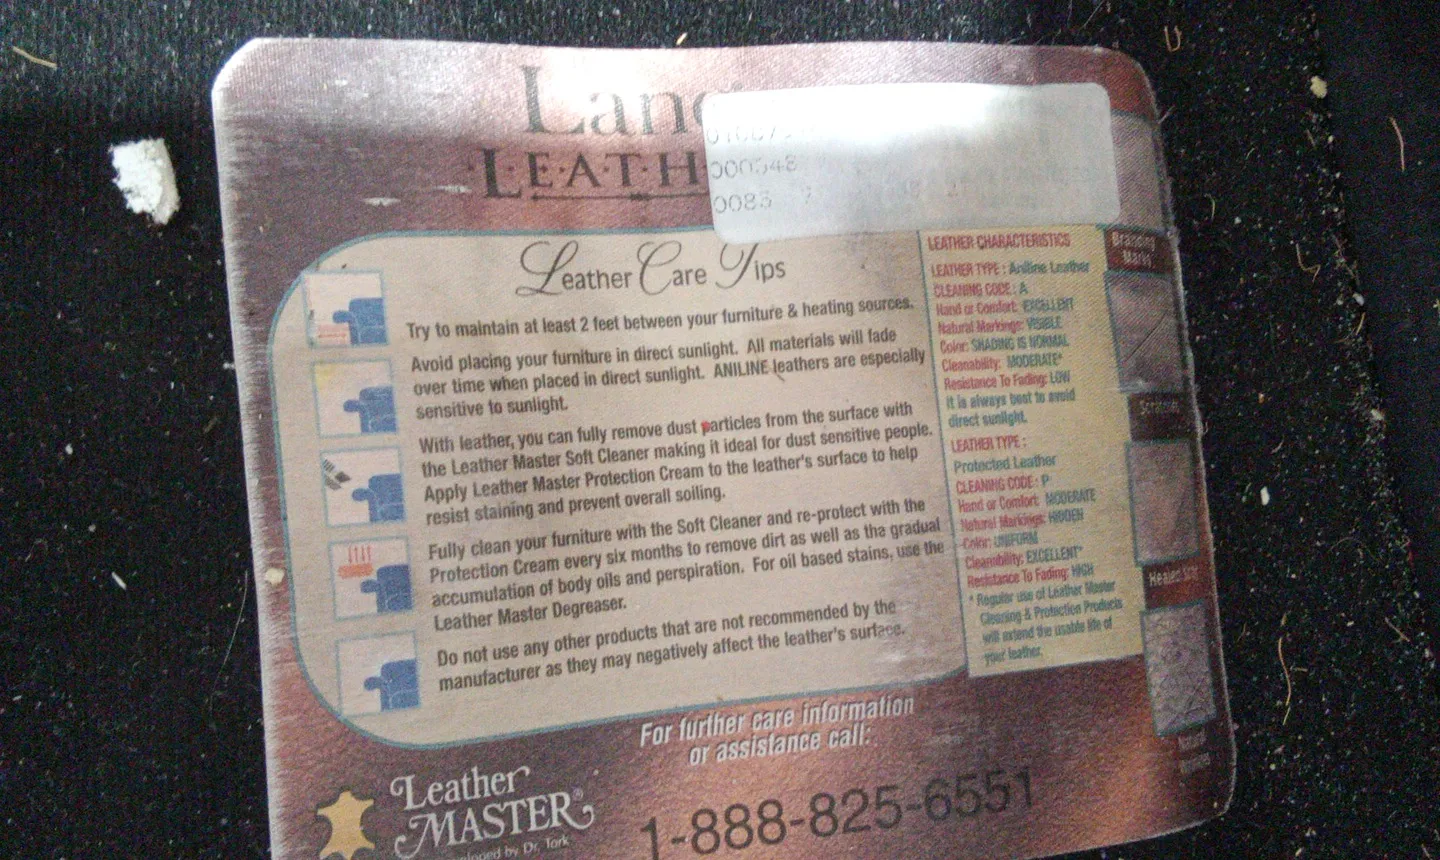 Lan
LEATH
000548
0083
Leather Care Tips
Try to maintain at least 2 feet between your furniture & heating sources.
Avoid placing your furniture in direct sunlight. All materials will fade
over time when placed in direct sunlight. ANILINE leathers are especially
sensitive to sunlight.
With leather, you can fully remove dust particles from the surface with
the Leather Master Soft Cleaner making it ideal for dust sensitive people.
Apply Leather Master Protection Cream to the leather's surface to help
resist staining and prevent overall soiling.
Fully clean your furniture with the Soft Cleaner and re-protect with the
Protection Cream every six months to remove dirt as well as the gradual
accumulation of body oils and perspiration. For oil based stains, use the
Leather Master Degreaser.
Do not use any other products that are not recommended by the
manufacturer as they may negatively affect the leather's surface.
LEATHER CHARACTERISTICS
LEATHER TYPE : Aniline Leather
CLEANING CODE : A
Hand or Comfort: EXCELLENT
Natural Markings: VISIBLE
Color: SHADING IS NORMAL
Cleanability: MODERATE*
Resistance To Fading: LOW
It is always best to avoid
direct sunlight.
LEATHER TYPE :
Protected Leather
CLEANING CODE : P
Hand or Comfort: MODERATE
Natural Markings: HIDDEN
Color: UNIFORM
Cleanability: EXCELLENT*
Resistance To Fading: HIGH
* Regular use of Leather Master
Cleaning & Protection Products
will extend the usable life of
your leather.
Branding
Marks
Scratches
Healed Scar
For further care information
or assistance call:
1-888-825-6551
Leather
MASTER®
by Dr. Tork